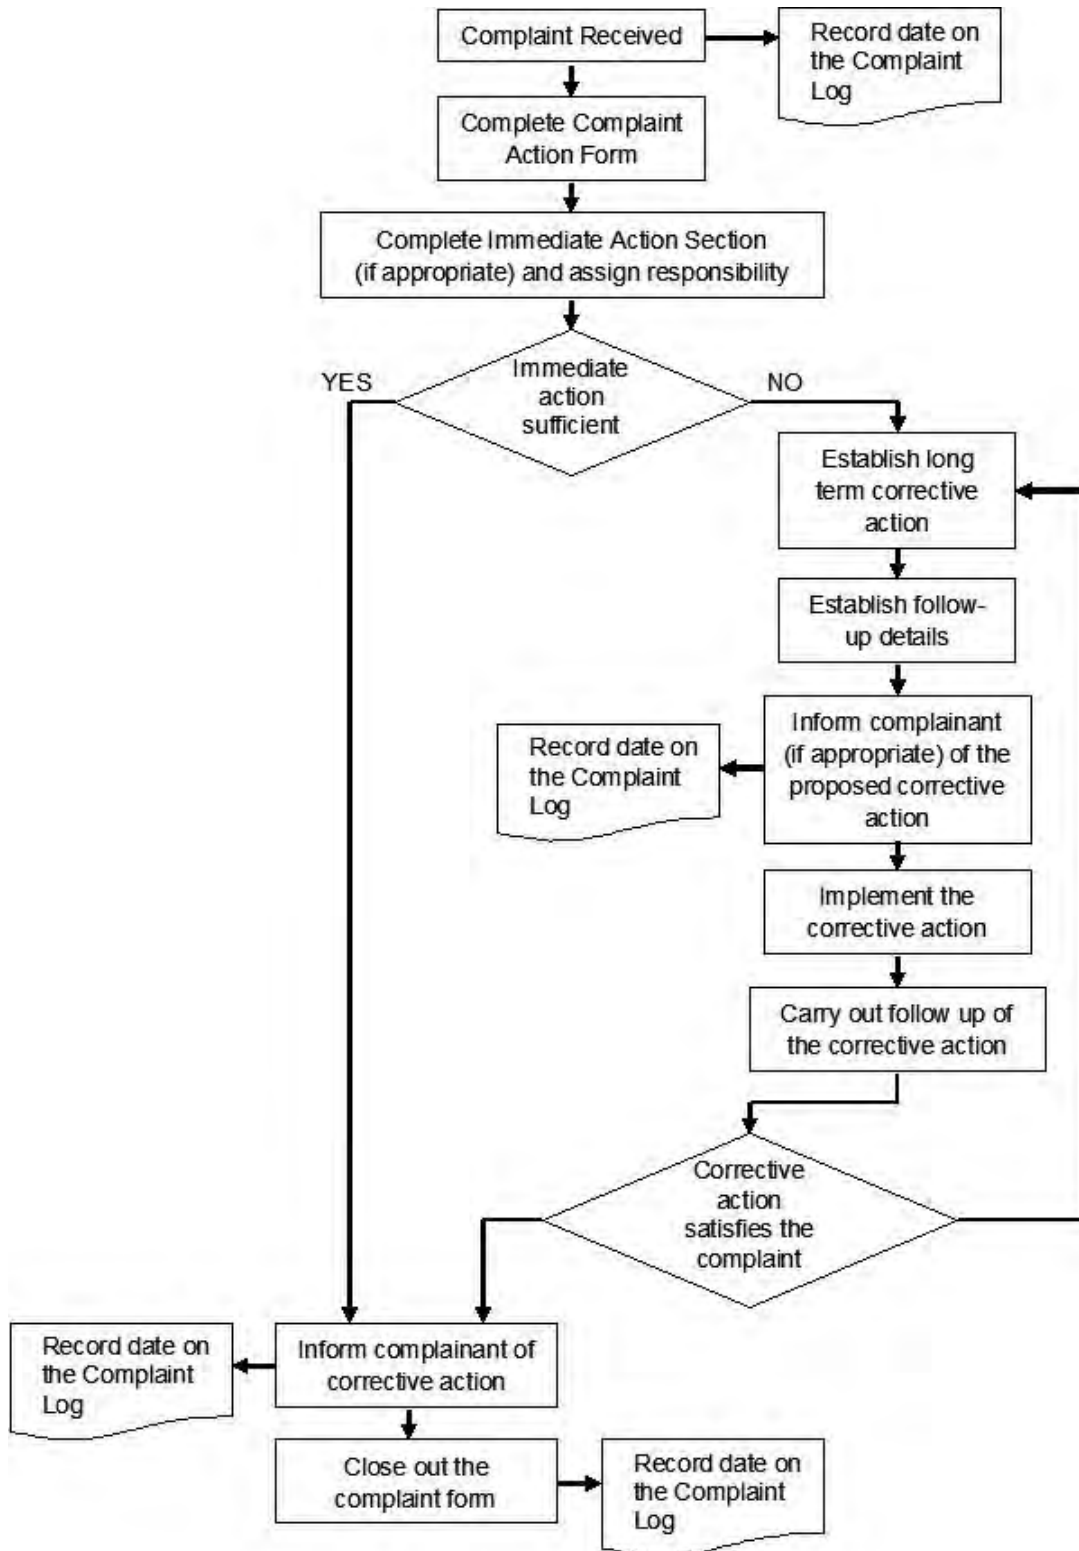 Complaint Received
Record date on
the Complaint
Log
Complete Complaint
Action Form
Complete Immediate Action Section
(if appropriate) and assign responsibility
YES
Immediate
action
sufficient
NO
Establish long
term corrective
action
Establish follow-
up details
Inform complainant
(if appropriate) of the
proposed corrective
action
Record date on
the Complaint
Log
Implement the
corrective action
Carry out follow up of
the corrective action
Corrective
action
satisfies the
complaint
Inform complainant of
corrective action
Record date on
the Complaint
Log
Close out the
complaint form
Record date on
the Complaint
Log